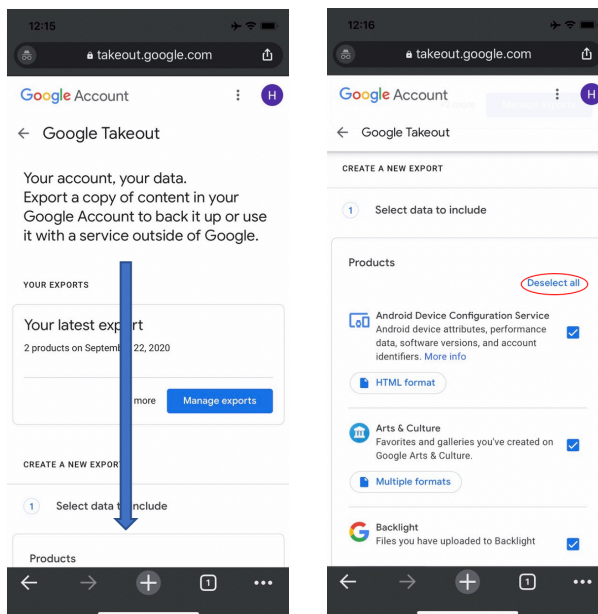 12:15
takeout.google.com
Google Account
H
Google Takeout
Your account, your data.
Export a copy of content in your
Google Account to back it up or use
it with a service outside of Google.
YOUR EXPORTS
Your latest export
2 products on September 22, 2020
more
Manage exports
CREATE A NEW EXPORT
1
Select data to include
Products
1
12:16
takeout.google.com
Google Account
H
Google Takeout
CREATE A NEW EXPORT
1
Select data to include
Products
Deselect all
Android Device Configuration Service
Android device attributes, performance
data, software versions, and account
identifiers. More info
HTML format
Arts & Culture
Favorites and galleries you've created on
Google Arts & Culture.
Multiple formats
Backlight
Files you have uploaded to Backlight
1